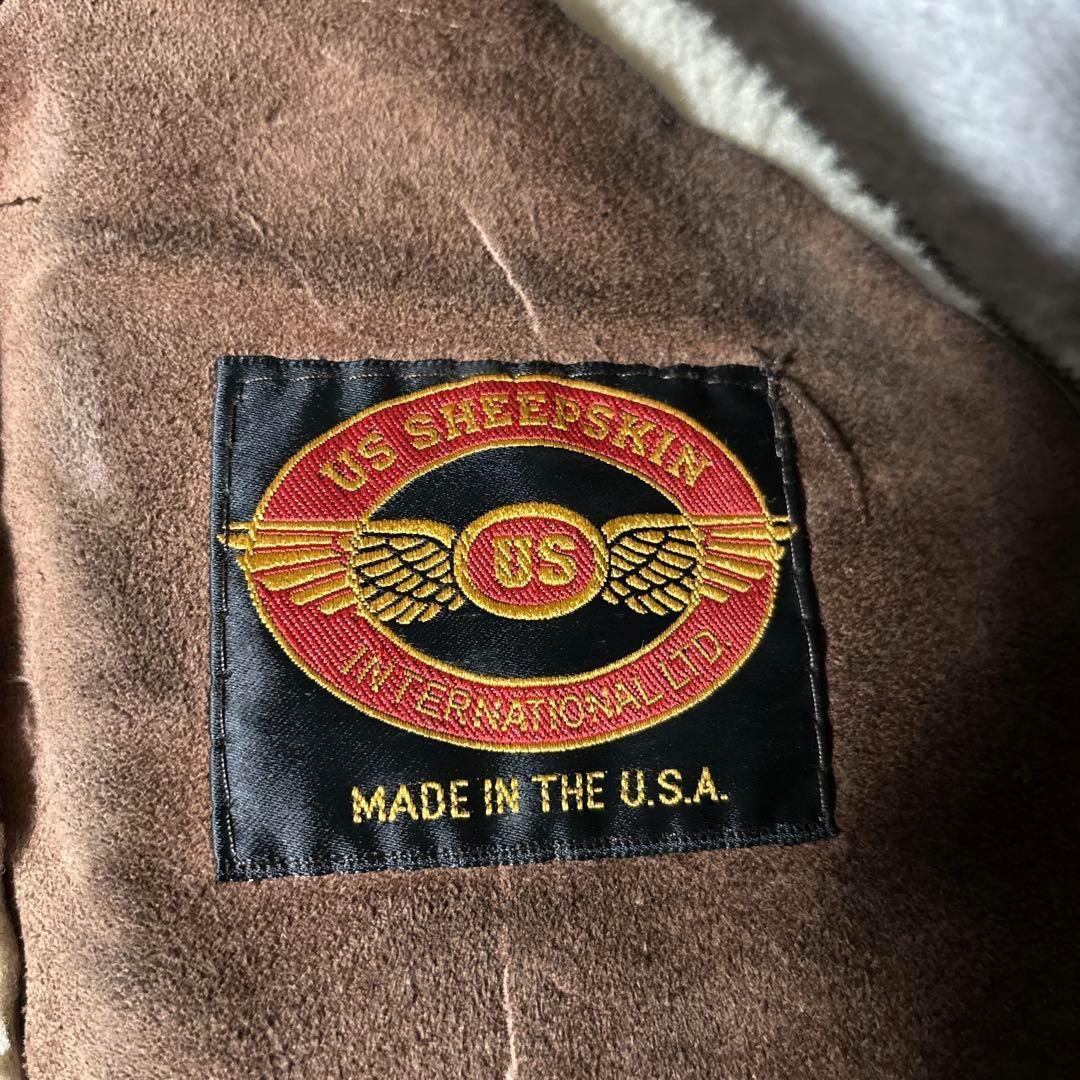 US SHEEPSKIN
US
INTERNATIONAL LTD.
MADE IN THE U.S.A.